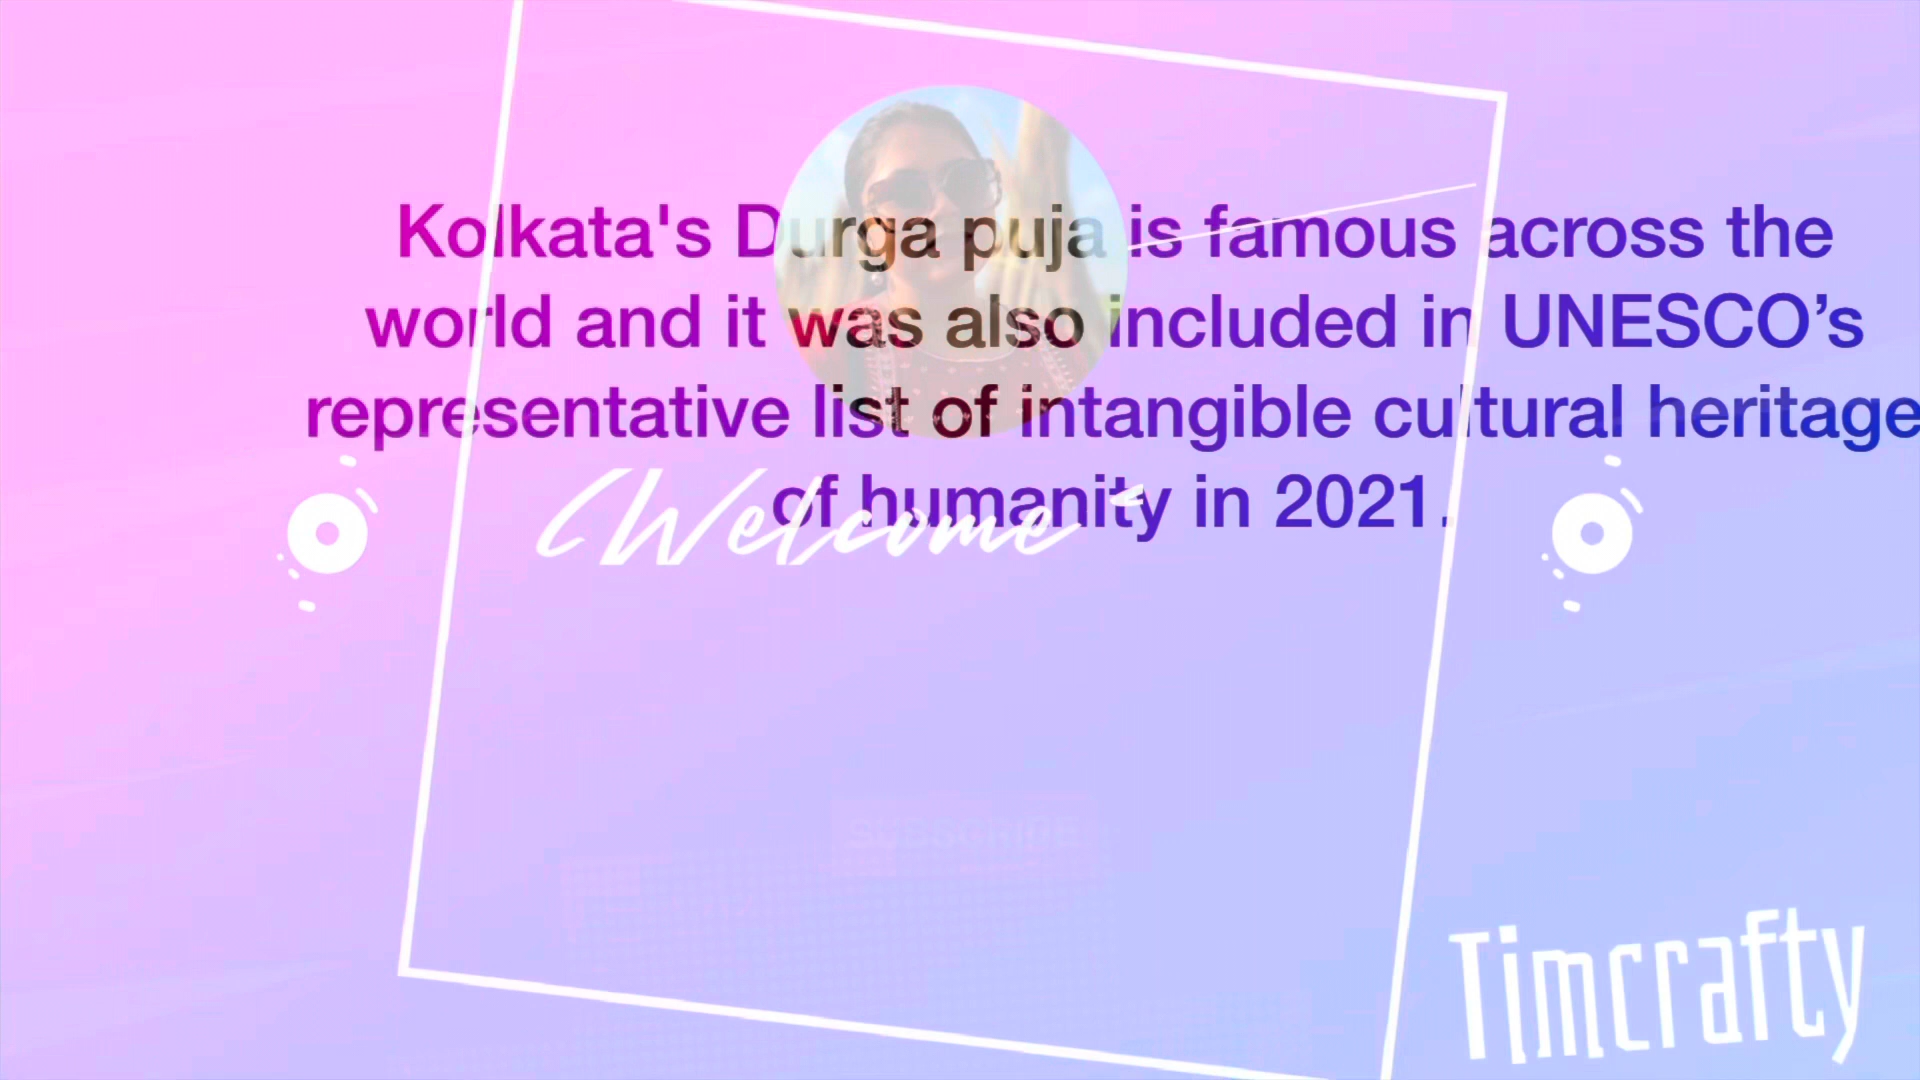 Kolkata's Durga puja is famous across the
world and it was also included in UNESCO’s
representative list of intangible cultural heritage
of humanity in 2021.
Welcome
SUBSCRIBE
Timcrafty